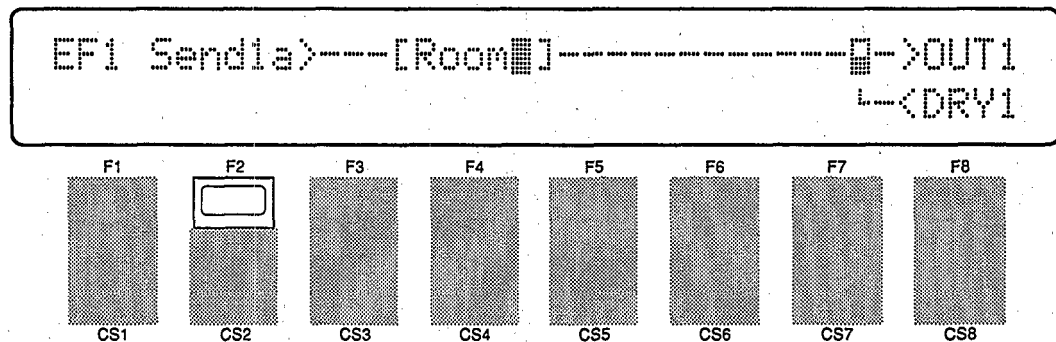 EF1 Send1a>---[Room▒]--------------▯->OUT1
└-<DRY1
F1 F2 F3 F4 F5 F6 F7 F8
CS1 CS2 CS3 CS4 CS5 CS6 CS7 CS8